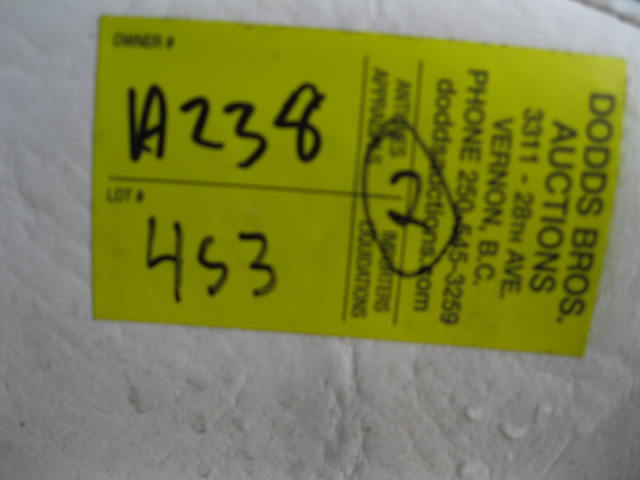 OWNER #
A238
LOT #
453
2
DODDS BROS.
AUCTIONS
3311 - 28TH AVE.
VERNON, B.C.
PHONE 250-545-3259
doddsauctions.com
ANTIQUES IMPORTERS
APPRAISALS LIQUIDATIONS